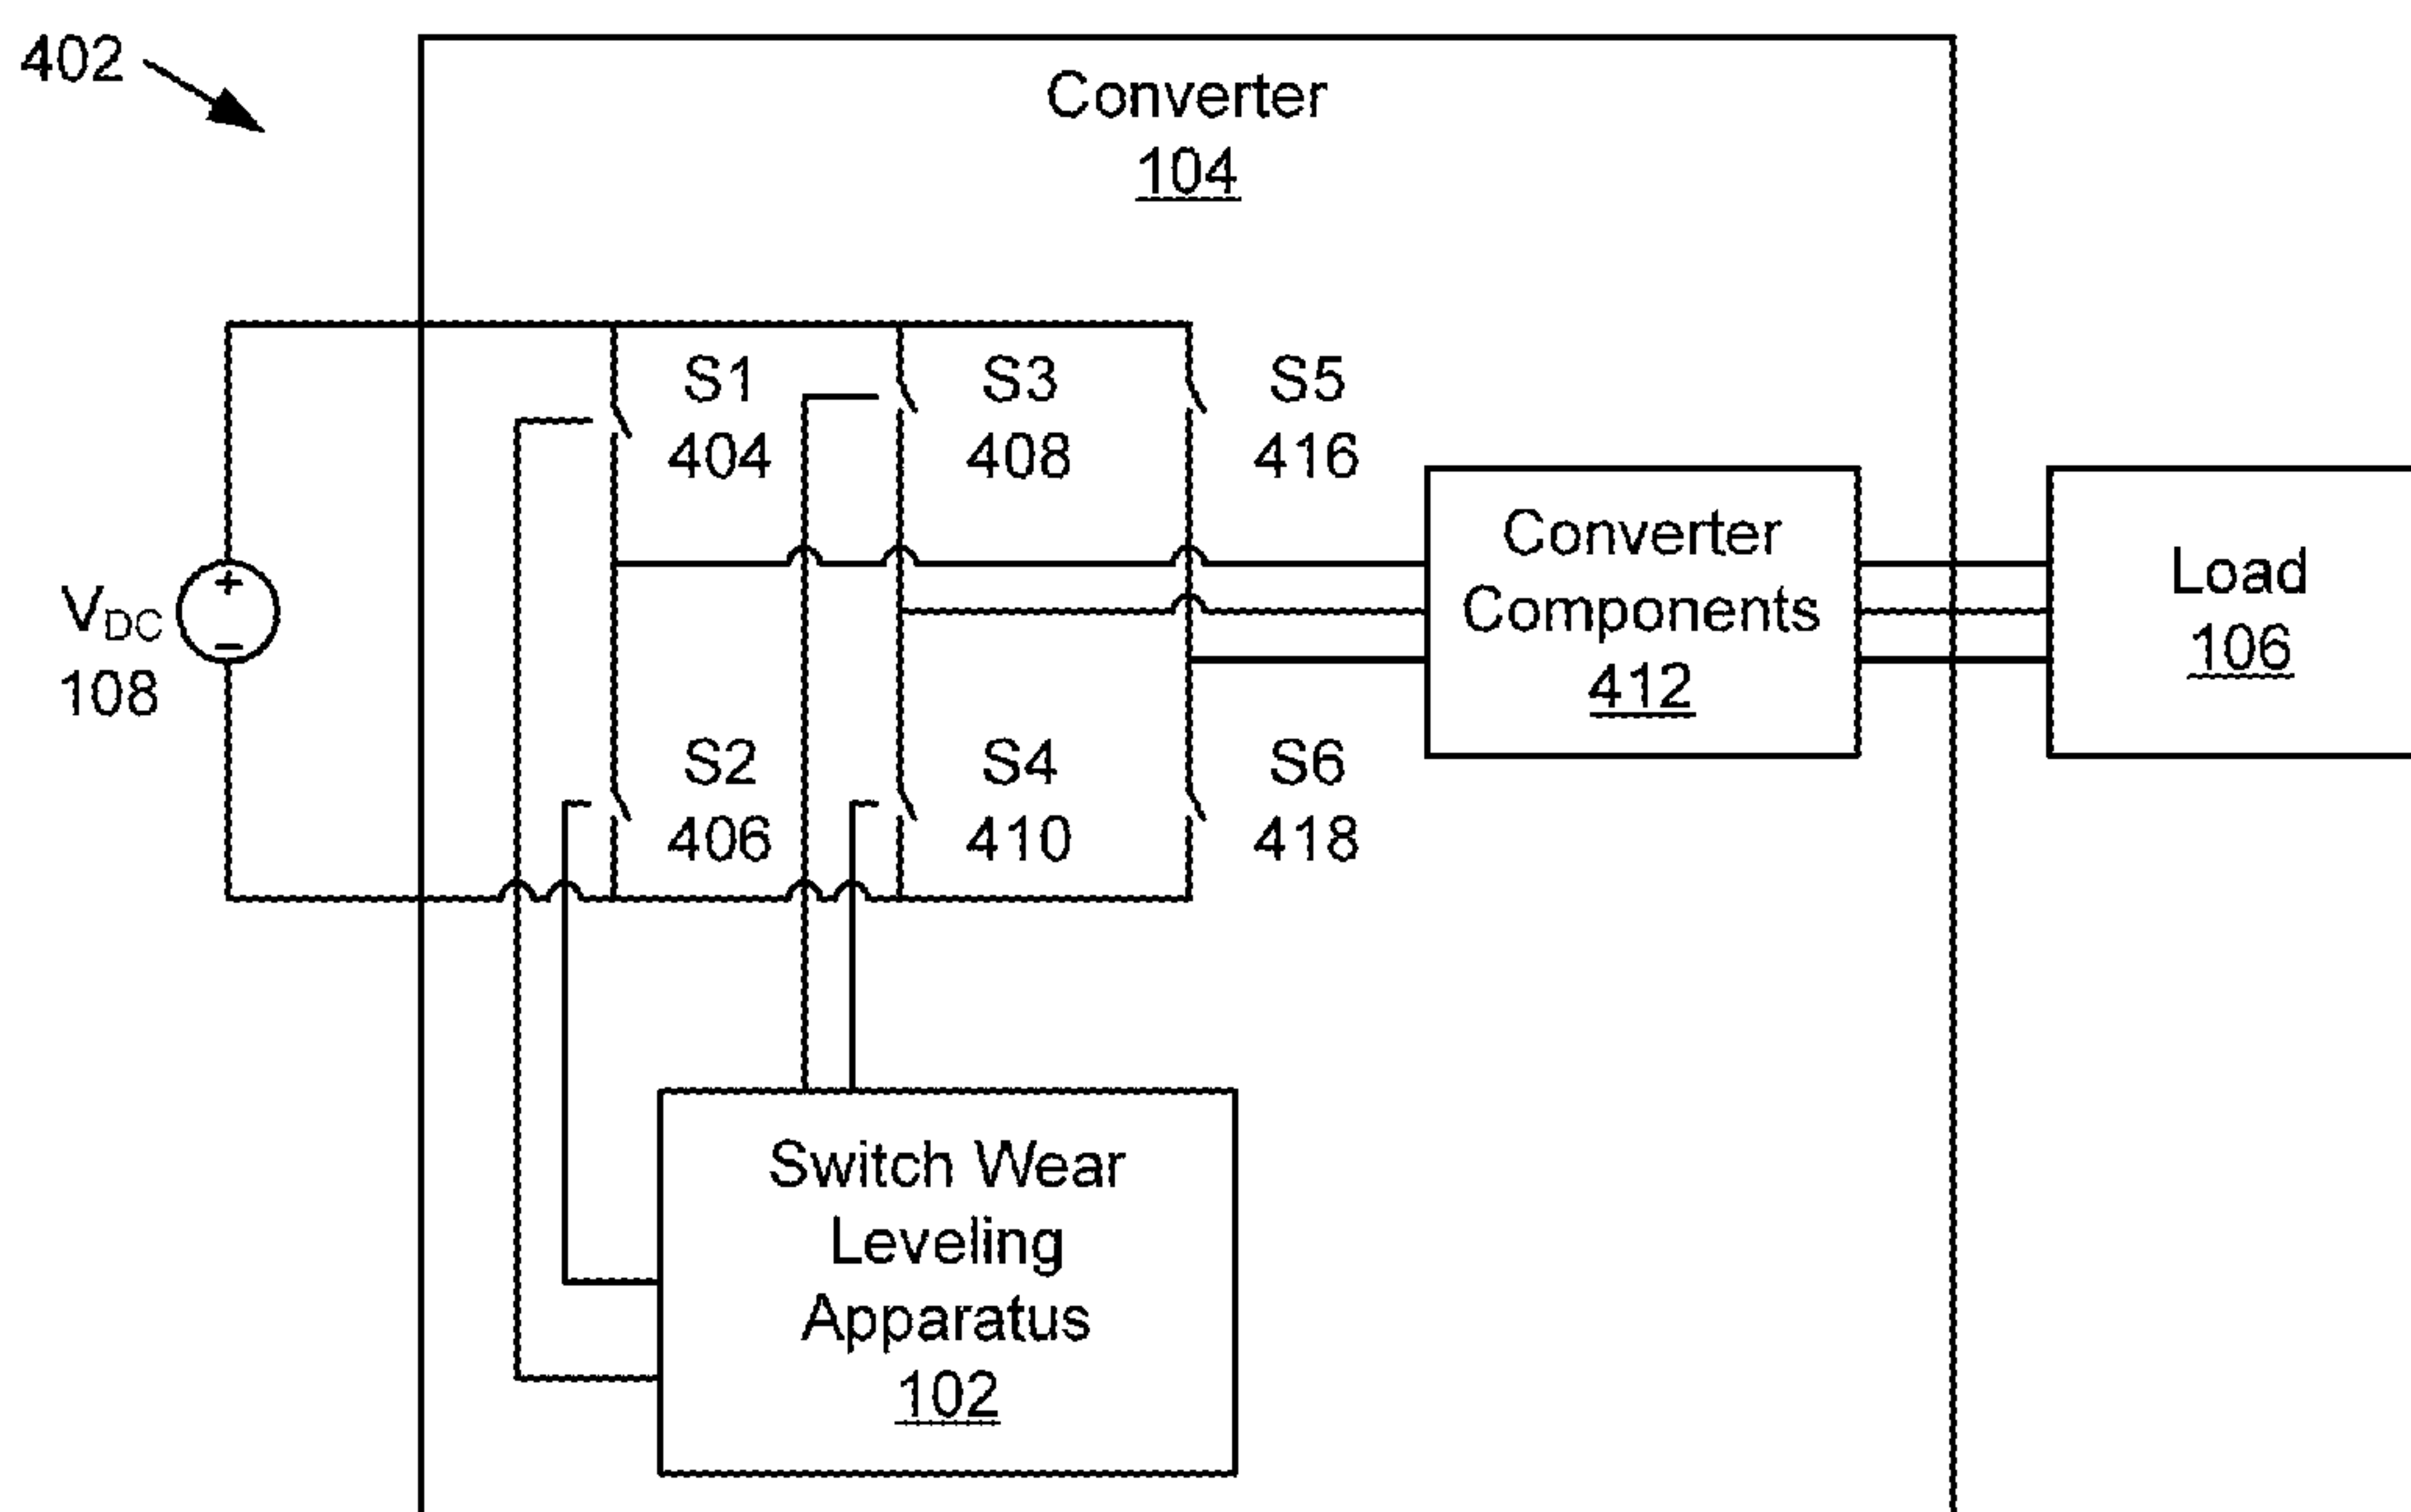 402
Converter
104
S1
404
S3
408
S5
416
Converter
Components
412
Load
106
+
−
VDC
108
S2
406
S4
410
S6
418
Switch Wear
Leveling
Apparatus
102